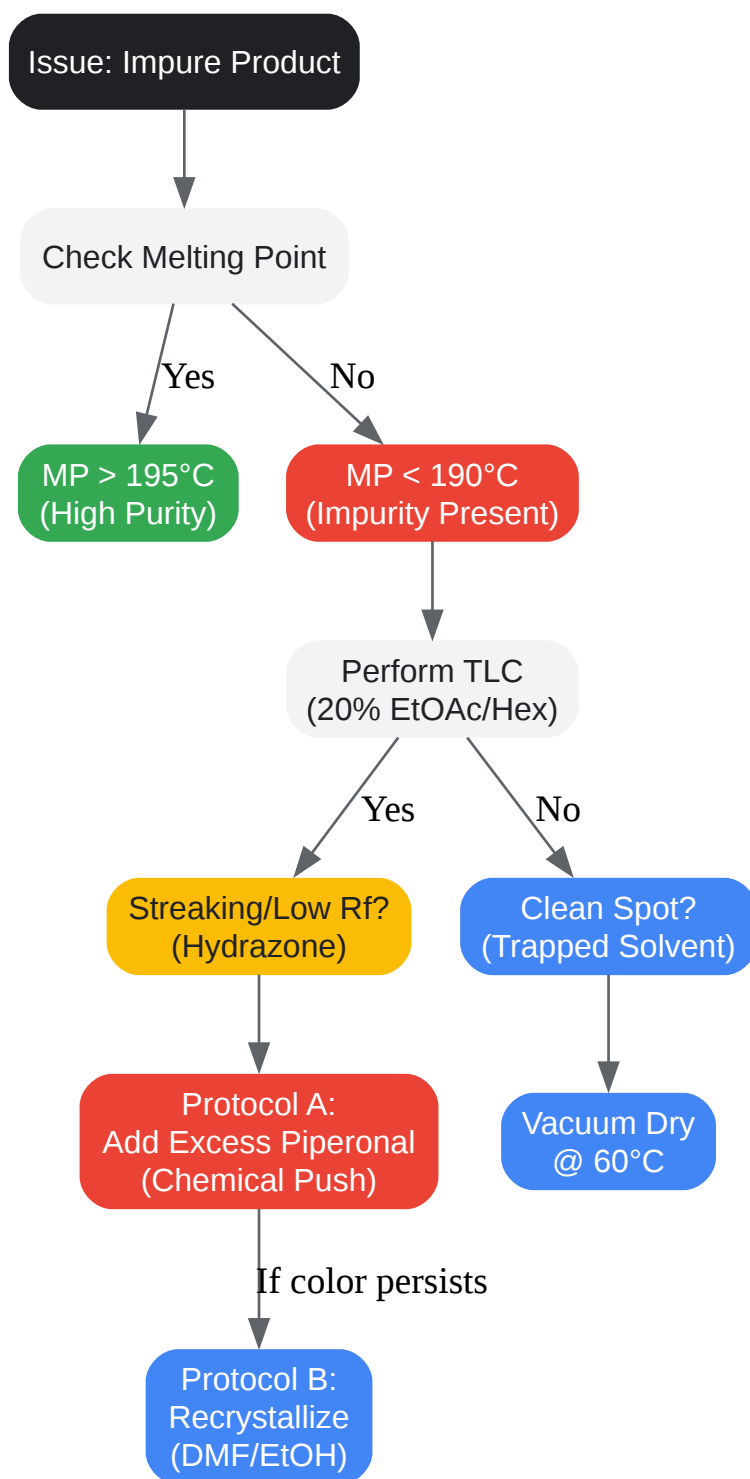 Issue: Impure Product
Check Melting Point
Yes
No
MP > 195°C
(High Purity)
MP < 190°C
(Impurity Present)
Perform TLC
(20% EtOAc/Hex)
Yes
No
Streaking/Low Rf?
(Hydrazone)
Clean Spot?
(Trapped Solvent)
Protocol A:
Add Excess Piperonal
(Chemical Push)
Vacuum Dry
@ 60°C
If color persists
Protocol B:
Recrystallize
(DMF/EtOH)